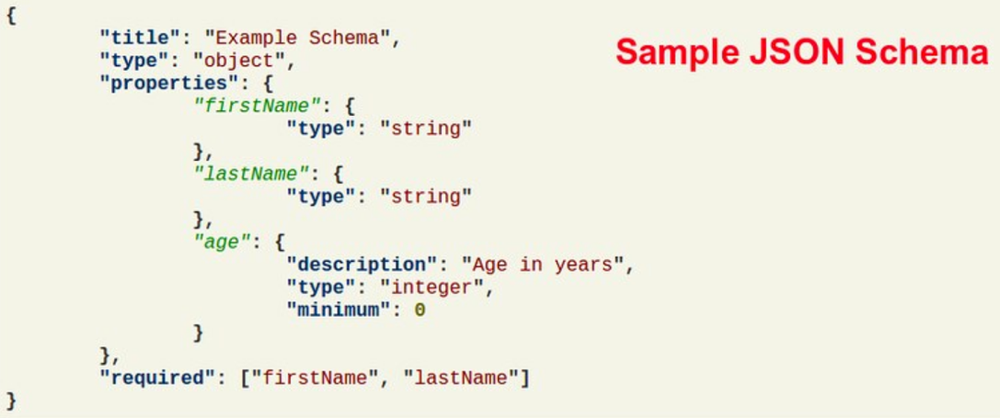 {
"title": "Example Schema",
"type": "object",
"properties": {
"firstName": {
"type": "string"
},
"lastName": {
"type": "string"
},
"age": {
"description": "Age in years",
"type": "integer",
"minimum": 0
}
},
"required": ["firstName", "lastName"]
}
Sample JSON Schema